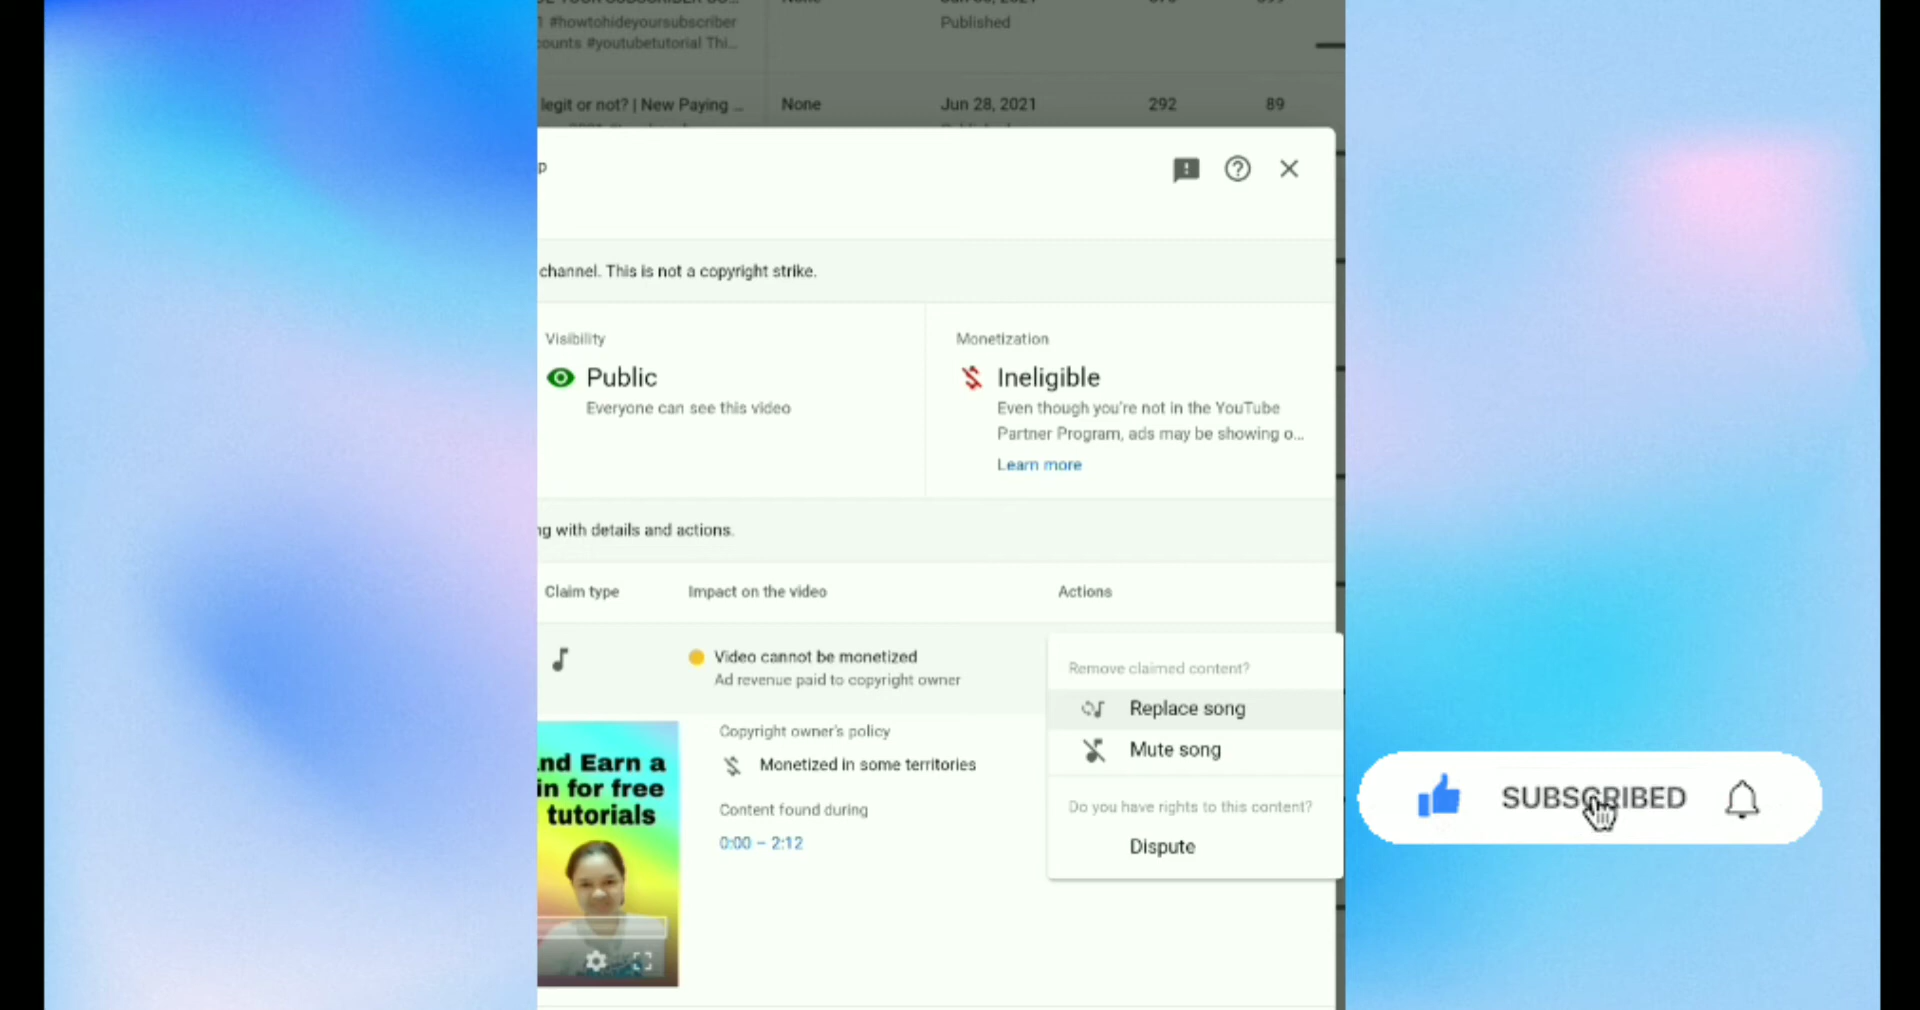 1 #howtohideyoursubscriber
Published
counts #youtubetutorial Thi...
legit or not? | New Paying ...
None
Jun 28, 2021
292
89
p
channel. This is not a copyright strike.
Visibility
Monetization
Public
Ineligible
Everyone can see this video
Even though you're not in the YouTube
Partner Program, ads may be showing o...
Learn more
ng with details and actions.
Claim type
Impact on the video
Actions
Video cannot be monetized
Ad revenue paid to copyright owner
Remove claimed content?
Replace song
Mute song
Do you have rights to this content?
Dispute
Copyright owner's policy
Monetized in some territories
Content found during
0:00 – 2:12
nd Earn a
in for free
tutorials
SUBSCRIBED